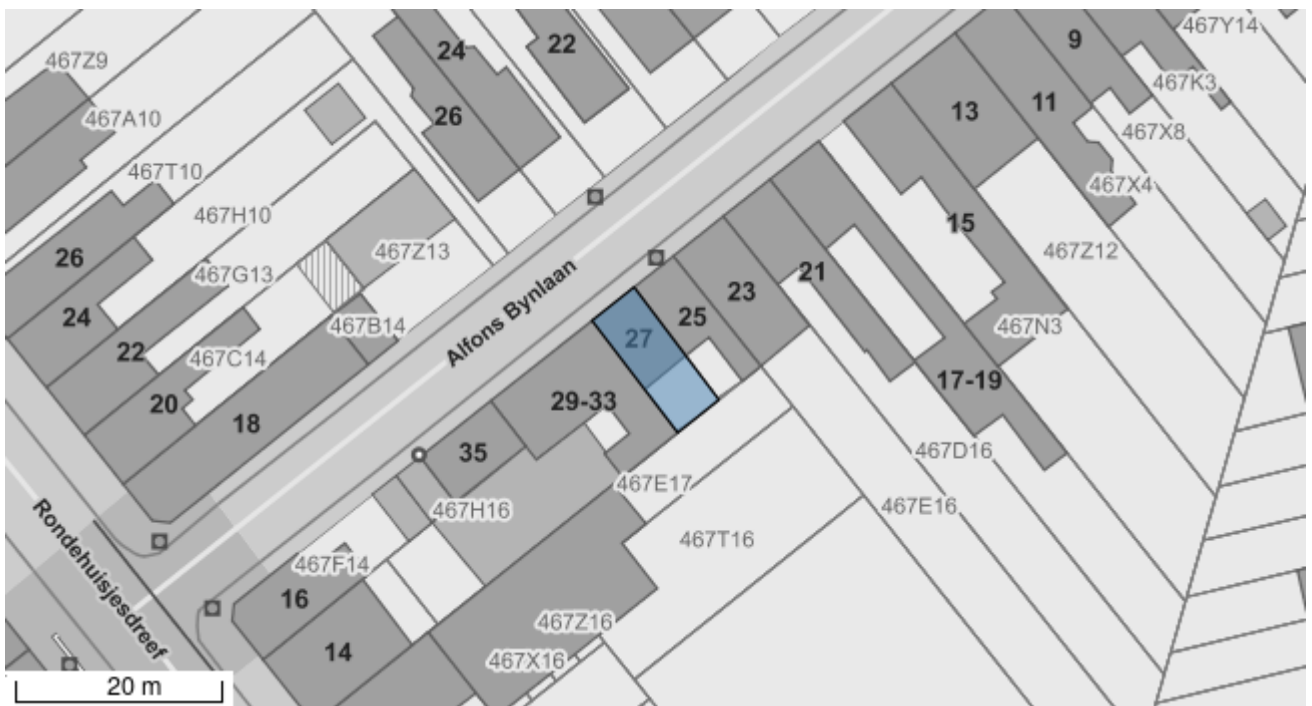 24
22
9
467Y14
467Z9
467K3
13
11
467A10
26
467X8
467T10
467X4
467H10
15
26
467Z13
467Z12
467G13
21
23
25
24
467B14
467N3
27
Alfons Bynlaan
22
467C14
17-19
20
29-33
18
35
467D16
467E17
467E16
467H16
467T16
Rondehuisjesdreef
467F14
16
467Z16
14
467X16
20 m